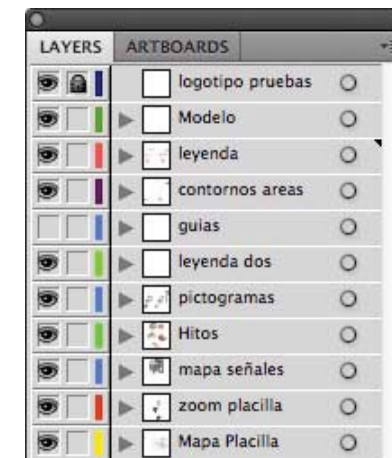 LAYERS ARTBOARDS
logotipo pruebas
Modelo
leyenda
contornos areas
guias
leyenda dos
pictogramas
Hitos
mapa señales
zoom placilla
Mapa Placilla